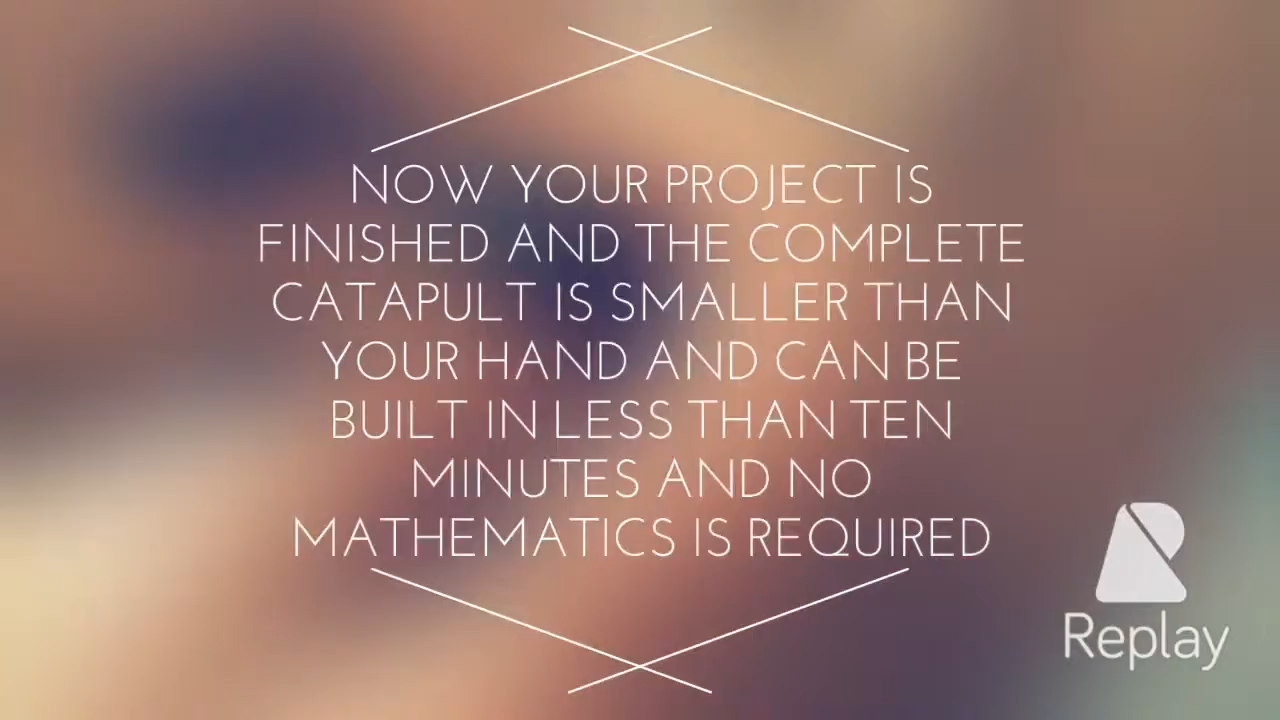 NOW YOUR PROJECT IS
FINISHED AND THE COMPLETE
CATAPULT IS SMALLER THAN
YOUR HAND AND CAN BE
BUILT IN LESS THAN TEN
MINUTES AND NO
MATHEMATICS IS REQUIRED
Replay